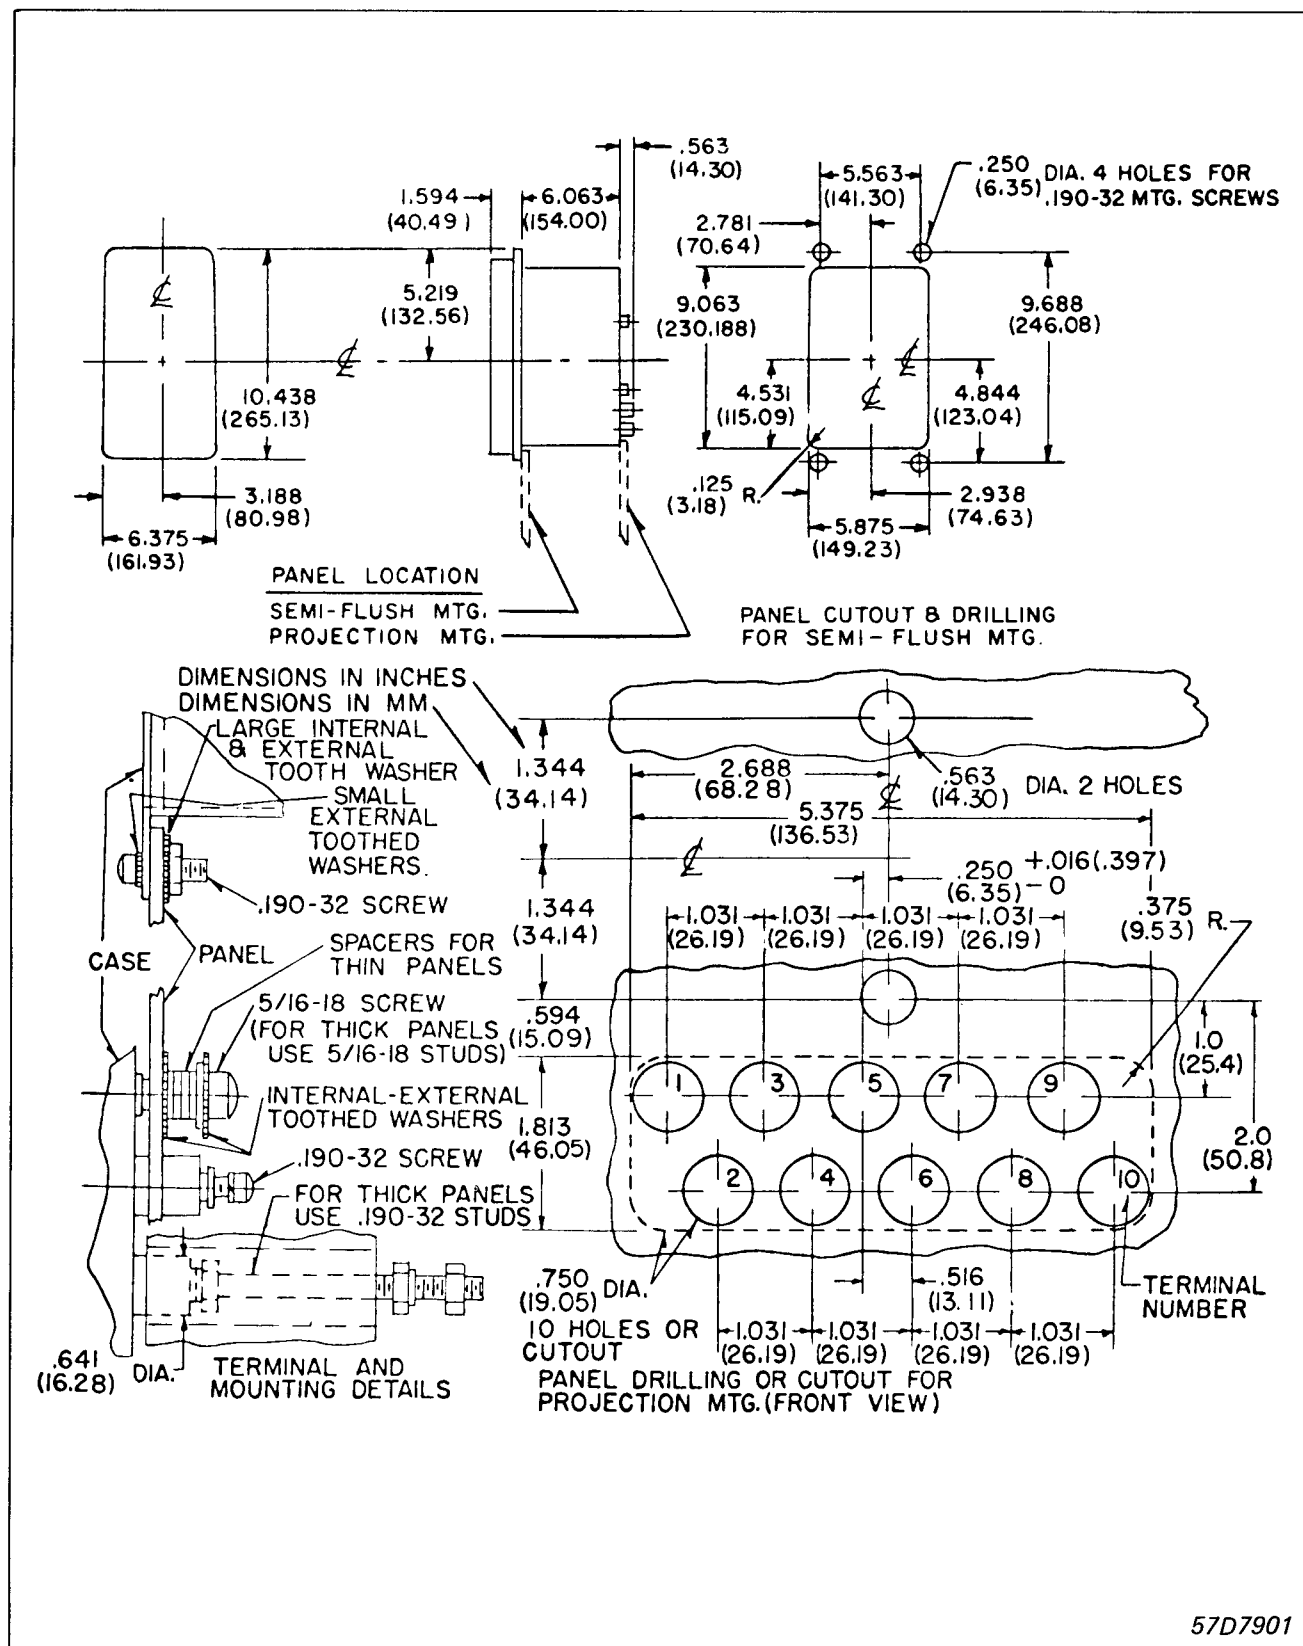 .563
(14.30)
1.594
(40.49)
6.063
(154.00)
5.563
(141.30)
.250
(6.35)
DIA. 4 HOLES FOR
.190-32 MTG. SCREWS
2.781
(70.64)
℄
5.219
(132.56)
9.063
(230.188)
9.688
(246.08)
℄
℄
℄
10.438
(265.13)
4.531
(115.09)
4.844
(123.04)
3.188
(80.98)
.125
(3.18) R.
2.938
(74.63)
6.375
(161.93)
5.875
(149.23)
PANEL LOCATION
SEMI-FLUSH MTG.
PROJECTION MTG.
PANEL CUTOUT & DRILLING
FOR SEMI-FLUSH MTG.
DIMENSIONS IN INCHES
DIMENSIONS IN MM
LARGE INTERNAL
& EXTERNAL
TOOTH WASHER
SMALL
EXTERNAL
TOOTHED
WASHERS.
.190-32 SCREW
CASE
PANEL
SPACERS FOR
THIN PANELS
5/16-18 SCREW
(FOR THICK PANELS
USE 5/16-18 STUDS)
INTERNAL-EXTERNAL
TOOTHED WASHERS
.190-32 SCREW
FOR THICK PANELS
USE .190-32 STUDS
.641
(16.28) DIA.
TERMINAL AND
MOUNTING DETAILS
1.344
(34.14)
2.688
(68.28)
℄
.563
(14.30) DIA 2 HOLES
5.375
(136.53)
℄
.250
(6.35)
+.016(.397)
-0
1.344
(34.14)
1.031
(26.19)
1.031
(26.19)
1.031
(26.19)
1.031
(26.19)
.375
(9.53) R.
.594
(15.09)
1.0
(25.4)
1 3 5 7 9
1.813
(46.05)
2.0
(50.8)
2 4 6 8 10
.750
(19.05) DIA.
10 HOLES OR
CUTOUT
.516
(13.11)
TERMINAL
NUMBER
1.031
(26.19)
1.031
(26.19)
1.031
(26.19)
1.031
(26.19)
PANEL DRILLING OR CUTOUT FOR
PROJECTION MTG.(FRONT VIEW)
57D7901